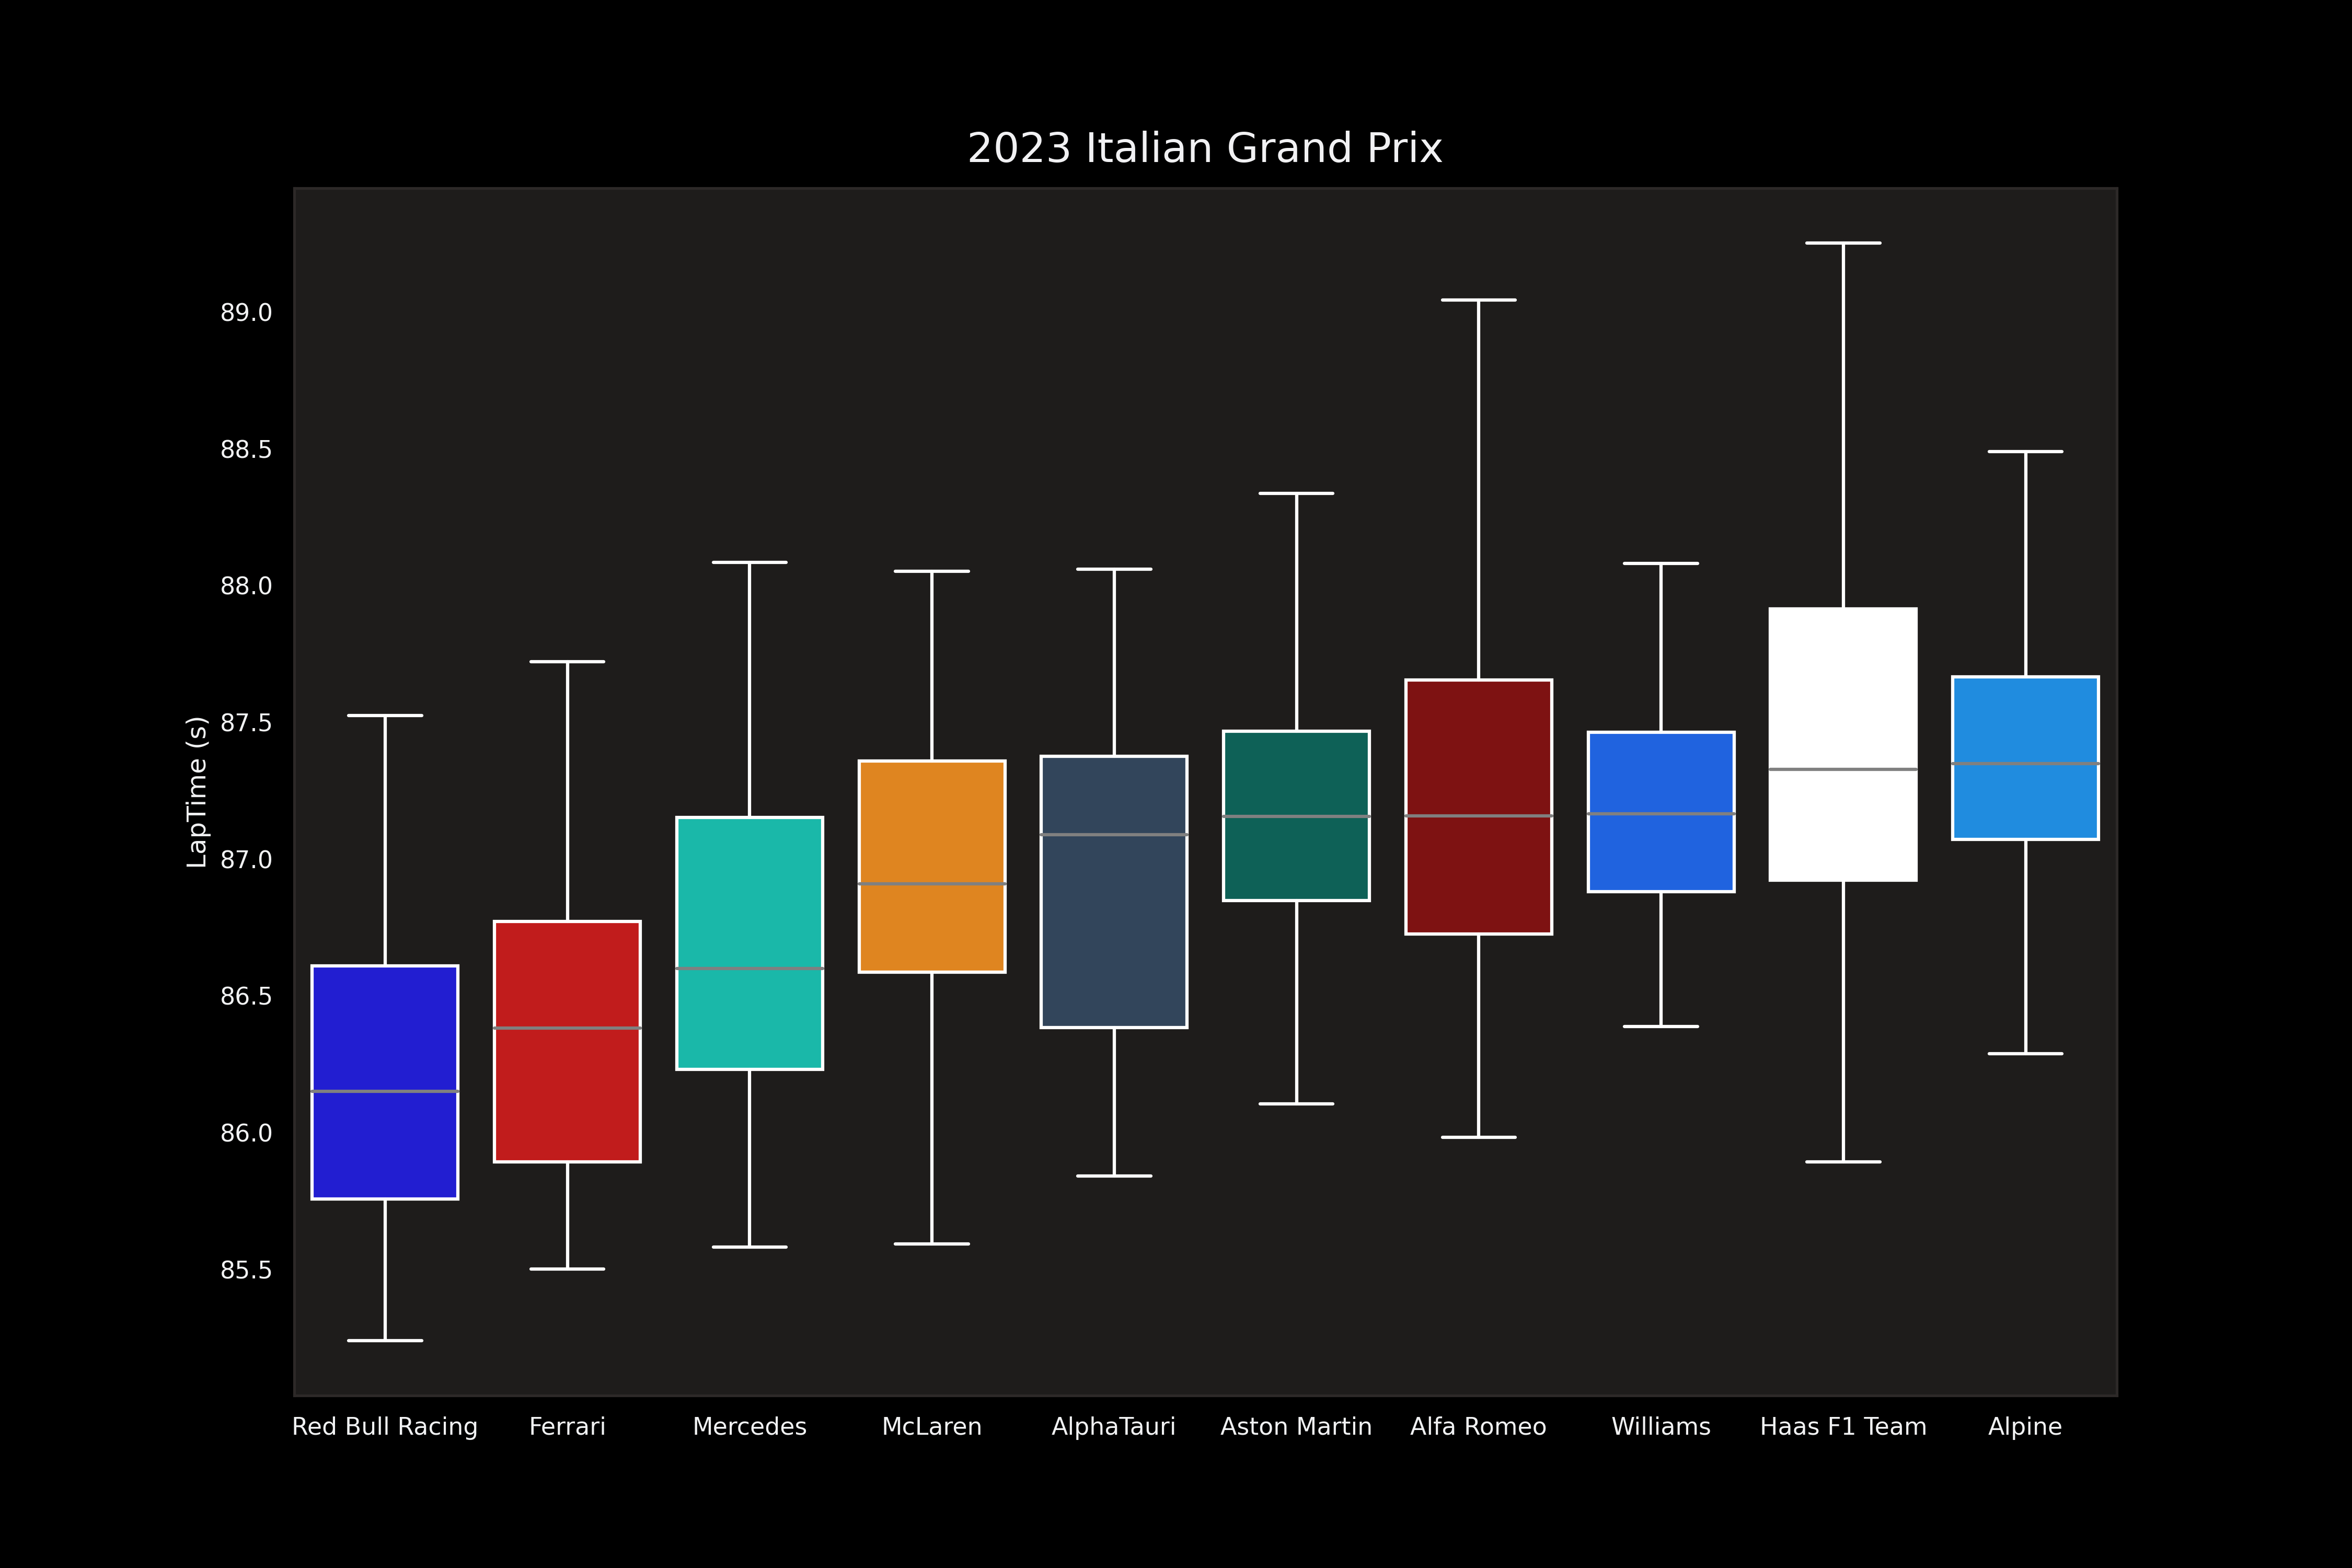 2023 Italian Grand Prix
LapTime (s)
89.0
88.5
88.0
87.5
87.0
86.5
86.0
85.5
Red Bull Racing
Ferrari
Mercedes
McLaren
AlphaTauri
Aston Martin
Alfa Romeo
Williams
Haas F1 Team
Alpine